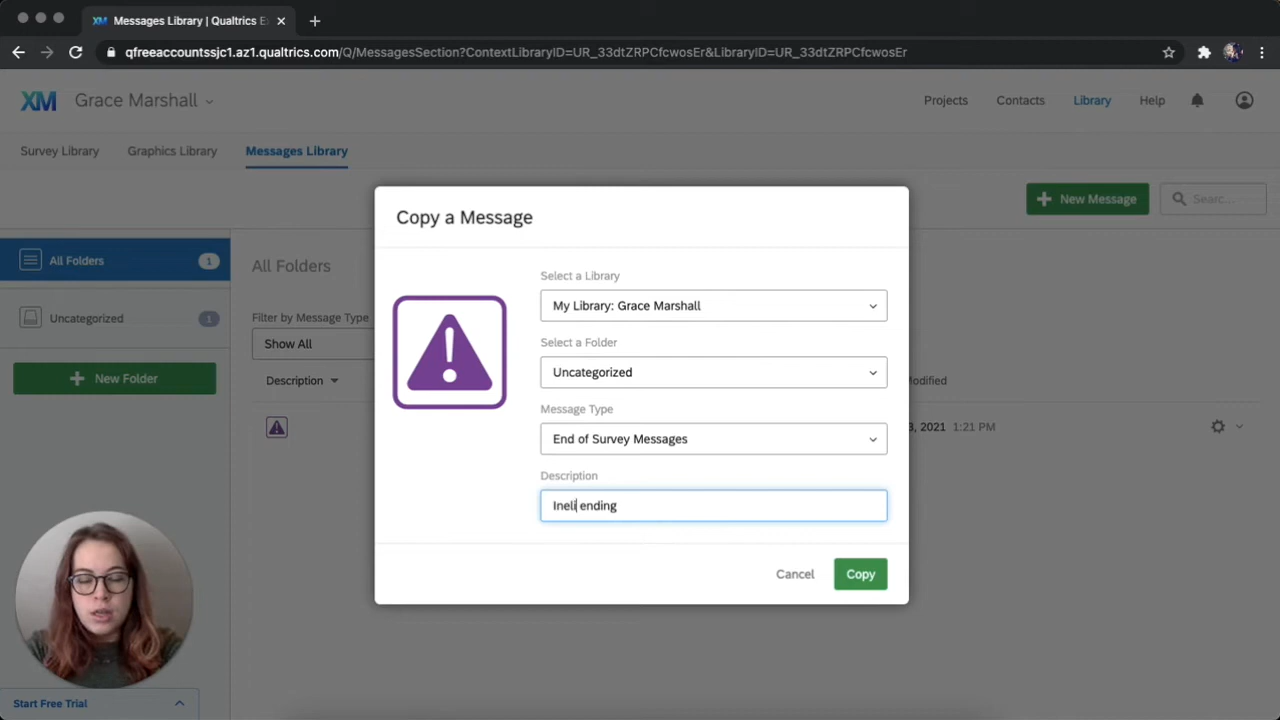 Messages Library | Qualtrics E
qfreeaccountssjc1.az1.qualtrics.com/Q/MessagesSection?ContextLibraryID=UR_33dtZRPCfcwosEr&LibraryID=UR_33dtZRPCfcwosEr
XM Grace Marshall Projects Contacts Library Help
Survey Library Graphics Library Messages Library
New Message Searc...
All Folders 1
Uncategorized 1
New Folder
All Folders
Filter by Message Type
Show All
Description
Modified
3, 2021 1:21 PM
Copy a Message
Select a Library
My Library: Grace Marshall
Select a Folder
Uncategorized
Message Type
End of Survey Messages
Description
Ineli ending
Cancel Copy
Start Free Trial